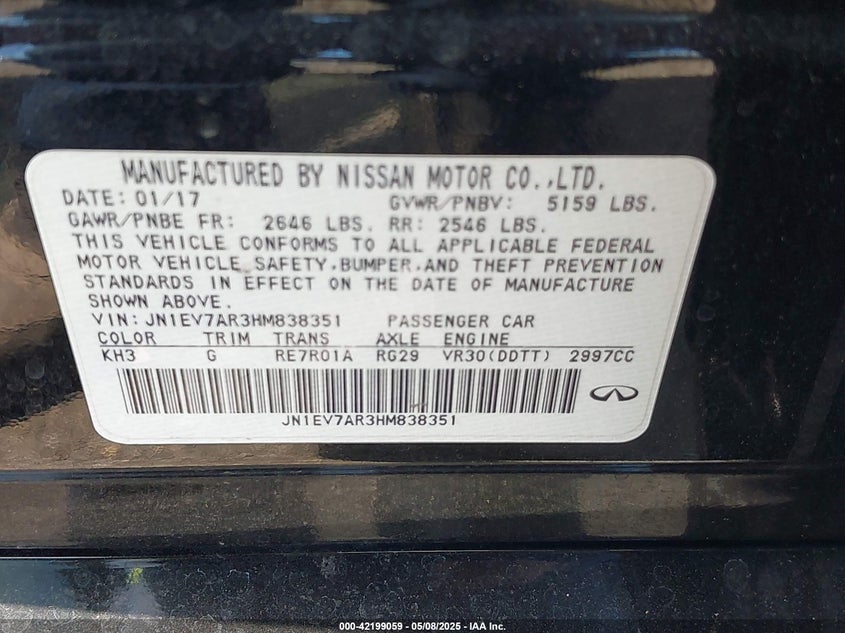 MANUFACTURED BY NISSAN MOTOR CO.,LTD.
DATE: 01/17 GVWR/PNBV: 5159 LBS.
GAWR/PNBE FR: 2646 LBS. RR: 2546 LBS.
THIS VEHICLE CONFORMS TO ALL APPLICABLE FEDERAL
MOTOR VEHICLE SAFETY,BUMPER,AND THEFT PREVENTION
STANDARDS IN EFFECT ON THE DATE OF MANUFACTURE
SHOWN ABOVE.
VIN: JN1EV7AR3HM838351 PASSENGER CAR
COLOR TRIM TRANS AXLE ENGINE
KH3 G RE7R01A RG29 VR30(DDTT) 2997CC
JN1EV7AR3HM838351
000-42199059 - 05/08/2025 - IAA Inc.